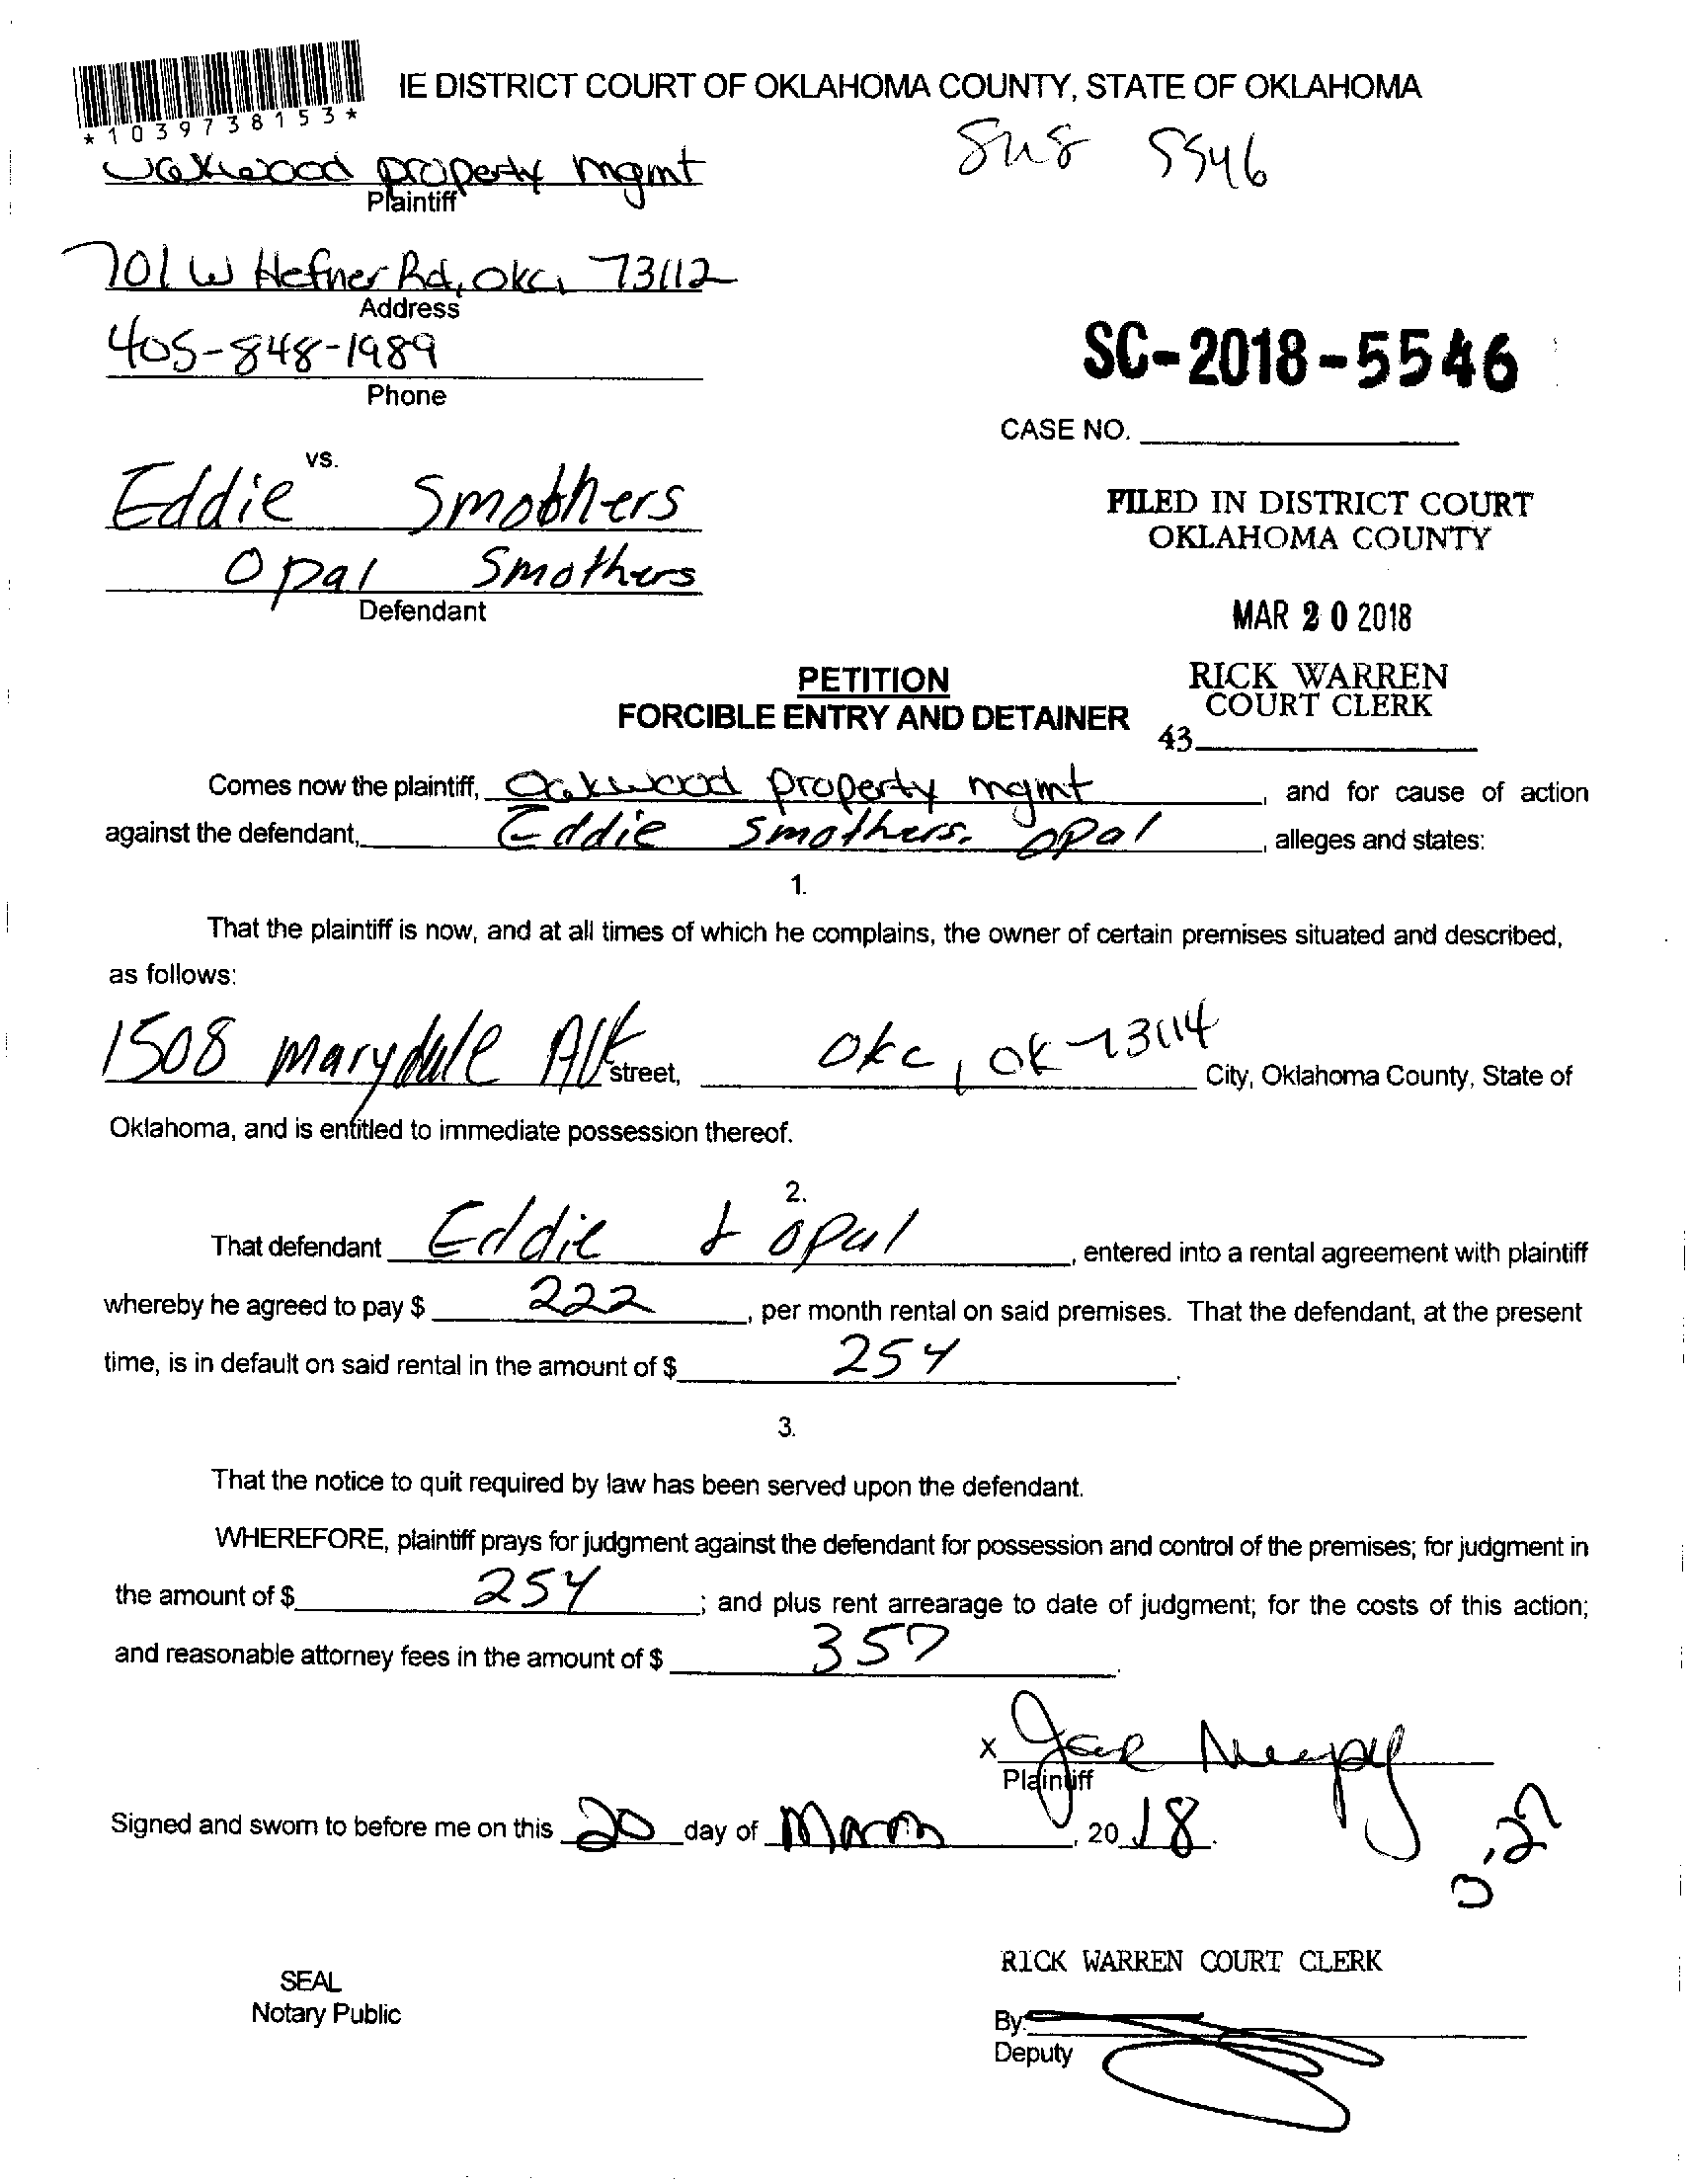 IE DISTRICT COURT OF OKLAHOMA COUNTY, STATE OF OKLAHOMA
*1039738153*
5546
Oakwood property mgmt
Plaintiff
701 W Hefner Rd, OKC, 73112
Address
405-848-1989
Phone
SC-2018-5546
CASE NO.
vs.
Eddie Smothers
Opal Smothers
Defendant
FILED IN DISTRICT COURT
OKLAHOMA COUNTY
MAR 20 2018
RICK WARREN
COURT CLERK
43
PETITION
FORCIBLE ENTRY AND DETAINER
Comes now the plaintiff, Oakwood property mgmt, and for cause of action
against the defendant, Eddie Smothers, opal, alleges and states:
1.
That the plaintiff is now, and at all times of which he complains, the owner of certain premises situated and described,
as follows:
1508 marydale street, OKC, OK 73114 City, Oklahoma County, State of
Oklahoma, and is entitled to immediate possession thereof.
2.
That defendant Eddie & opal, entered into a rental agreement with plaintiff
whereby he agreed to pay $ 222, per month rental on said premises. That the defendant, at the present
time, is in default on said rental in the amount of $ 254.
3.
That the notice to quit required by law has been served upon the defendant.
WHEREFORE, plaintiff prays for judgment against the defendant for possession and control of the premises; for judgment in
the amount of $ 254; and plus rent arrearage to date of judgment; for the costs of this action;
and reasonable attorney fees in the amount of $ 357.
X
Plaintiff
Signed and sworn to before me on this 20 day of March, 2018.
SEAL
Notary Public
RICK WARREN COURT CLERK
By:
Deputy